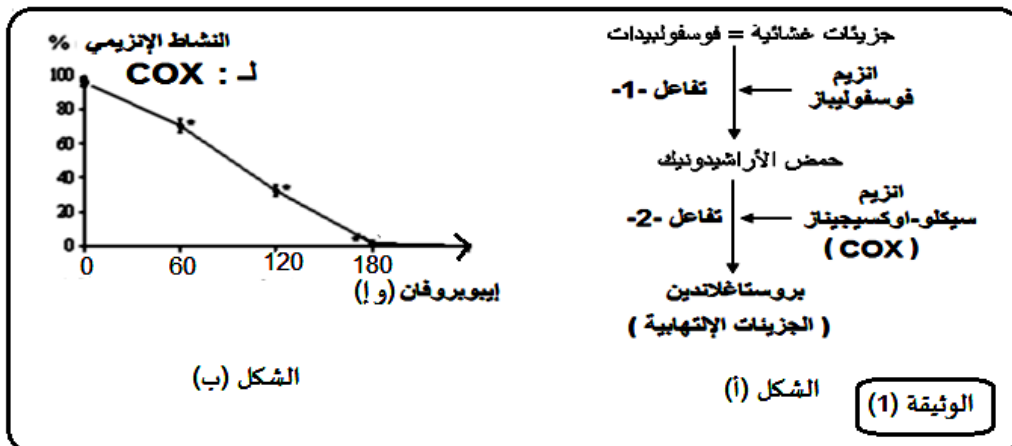 جزيئات غشائية = فوسفولبيدات
انزيم
فوسفوليباز
تفاعل -1-
حمض الأراشيدونيك
انزيم
سيكلو-اوكسيجيناز
(COX)
تفاعل -2-
بروستاغلاندين
(الجزيئات الإلتهابية)
الشكل (أ)
الوثيقة (1)
النشاط الإنزيمي %
لـ : COX
100
80
60
40
20
0
0 60 120 180
إيبوبروفان (و إ)
الشكل (ب)